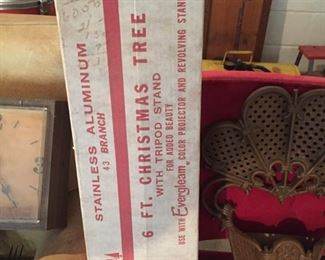 STAINLESS ALUMINUM
43 BRANCH
6 FT. CHRISTMAS TREE
WITH TRIPOD STAND
FOR ADDED BEAUTY
USE WITH Evergleam COLOR PROJECTOR AND REVOLVING STAND